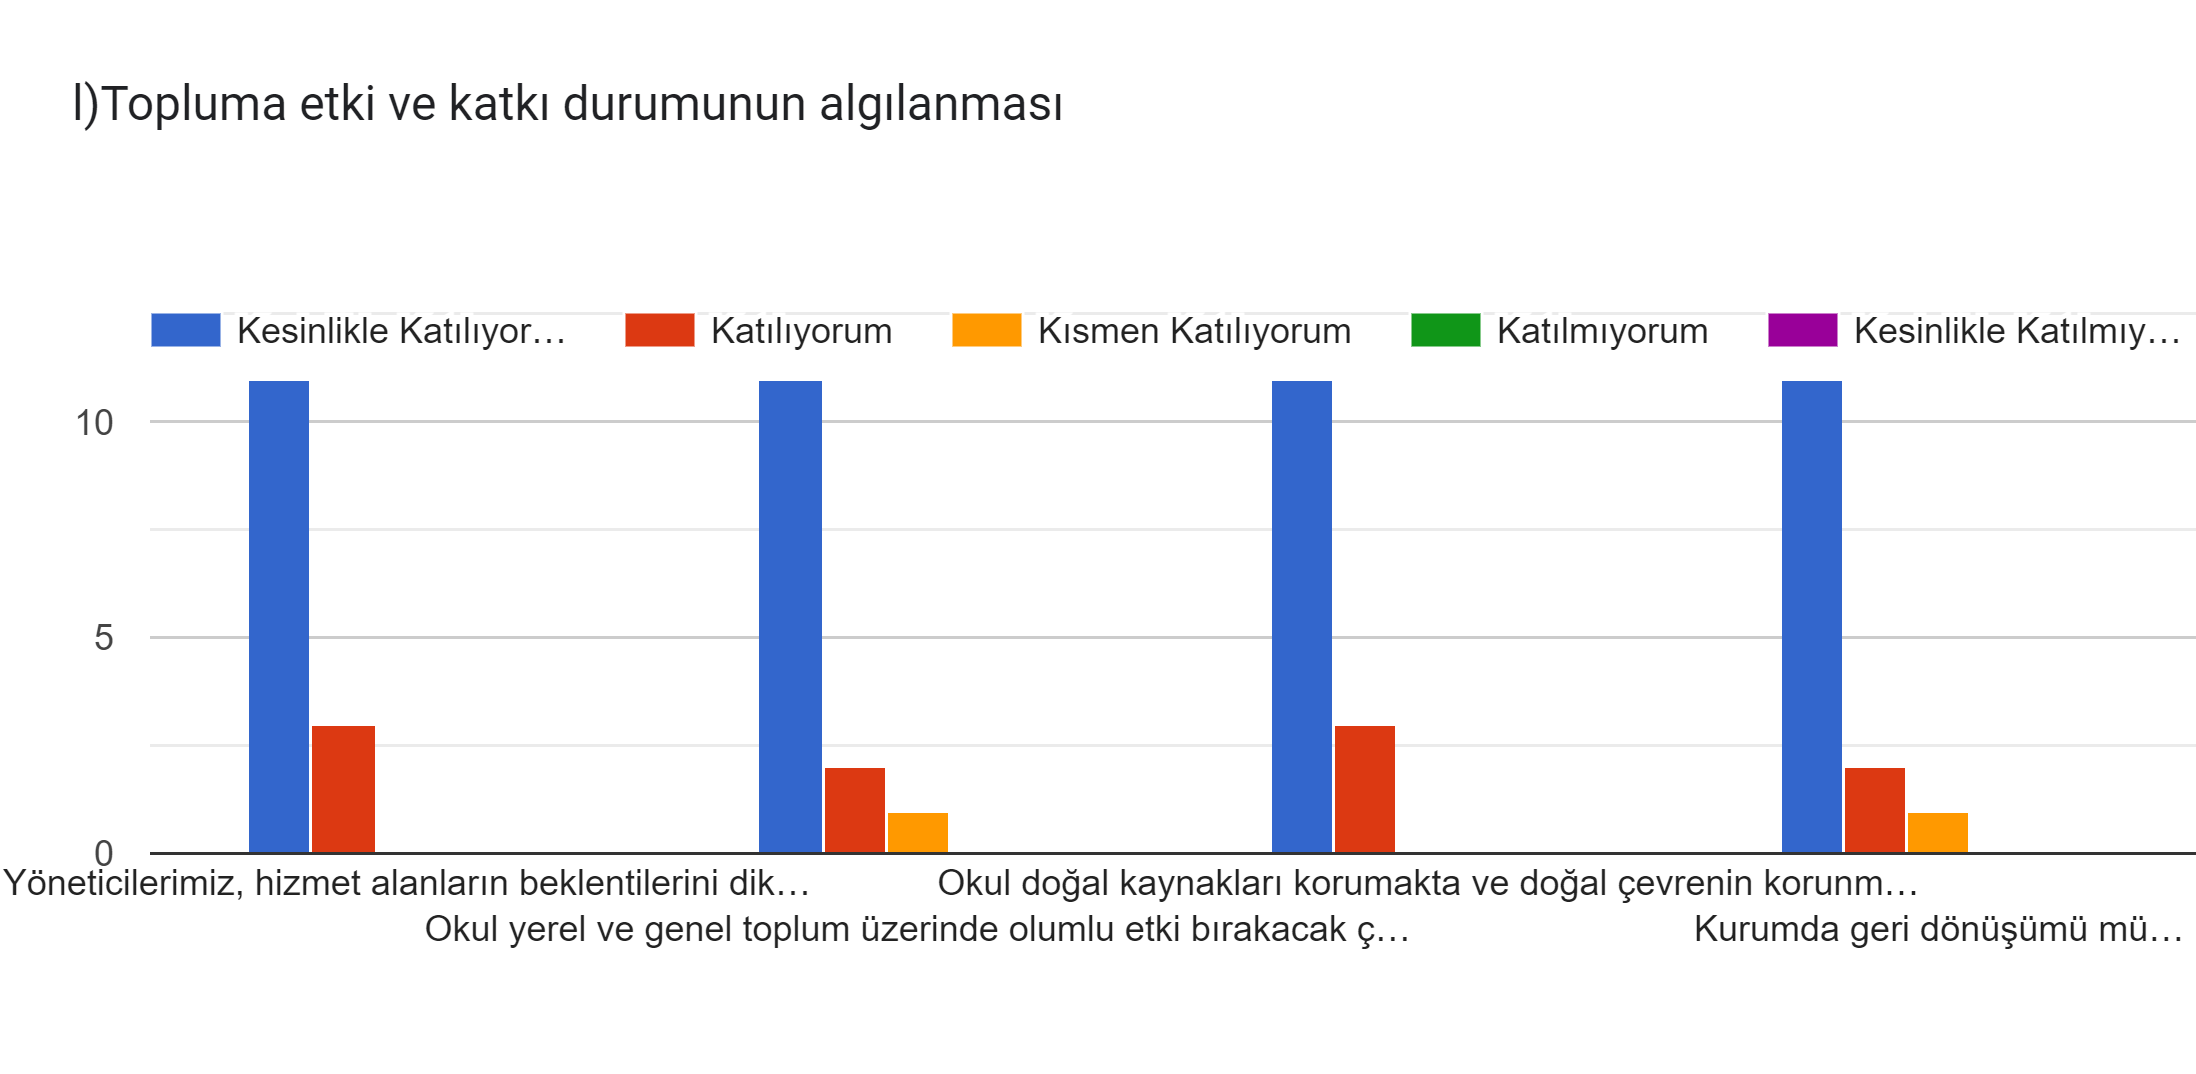 l)Topluma etki ve katkı durumunun algılanması
Kesinlikle Katılıyor… Katılıyorum Kısmen Katılıyorum Katılmıyorum Kesinlikle Katılmıy…
10
5
0
Yöneticilerimiz, hizmet alanların beklentilerini dik… Okul doğal kaynakları korumakta ve doğal çevrenin korunm…
Okul yerel ve genel toplum üzerinde olumlu etki bırakacak ç… Kurumda geri dönüşümü mü…